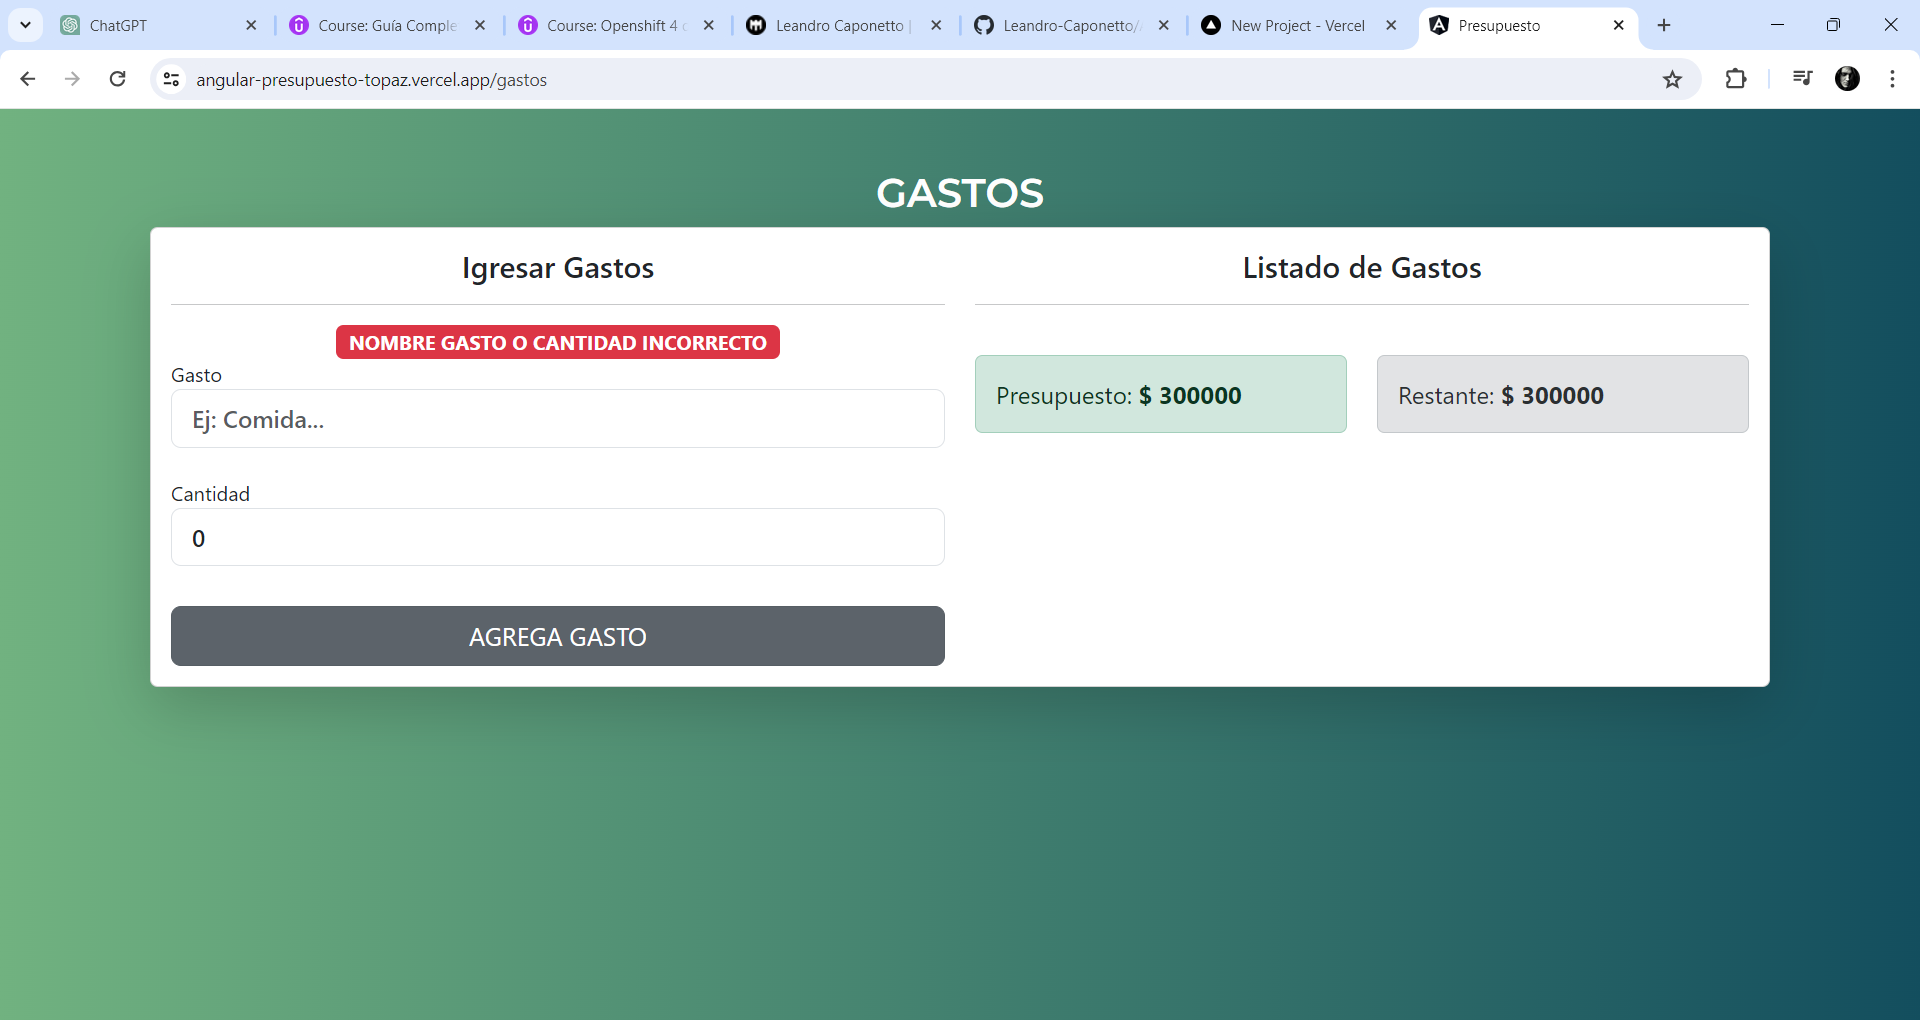 ChatGPT
Course: Guía Comple
Course: Openshift 4
Leandro Caponetto |
Leandro-Caponetto/
New Project - Vercel
Presupuesto
angular-presupuesto-topaz.vercel.app/gastos
GASTOS
Igresar Gastos
NOMBRE GASTO O CANTIDAD INCORRECTO
Gasto
Ej: Comida...
Cantidad
0
AGREGA GASTO
Listado de Gastos
Presupuesto: $ 300000
Restante: $ 300000